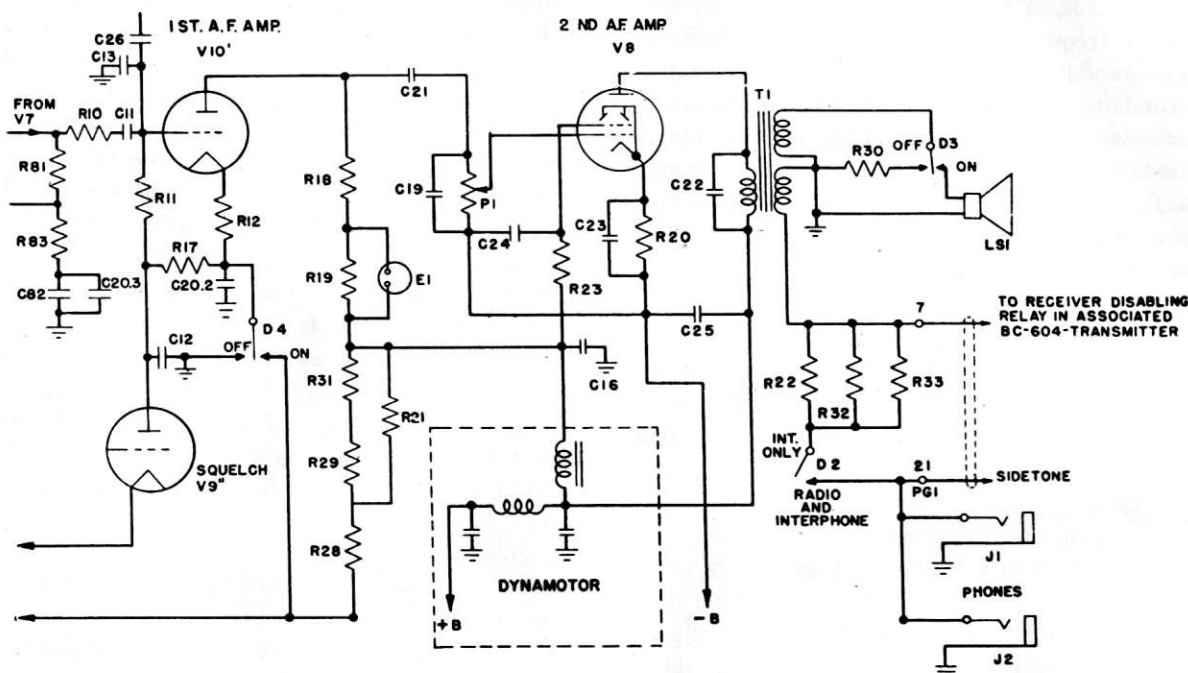 1ST. A.F. AMP.
V10'
2 ND A.F. AMP
V8
C26
C13
FROM
V7
R10
C11
C21
T1
R81
R11
R12
R18
C19
P1
C24
C23
R20
C22
R30
OFF
D3
ON
LS1
R83
R17
C20.2
C82
C20.3
R19
E1
R23
C25
7
TO RECEIVER DISABLING
RELAY IN ASSOCIATED
BC-604-TRANSMITTER
D4
C12
OFF
ON
C16
R31
R21
R22
R32
R33
SQUELCH
V9"
R29
R28
INT.
ONLY
D2
RADIO
AND
INTERPHONE
21
PG1
SIDETONE
J1
PHONES
J2
DYNAMOTOR
+B
-B